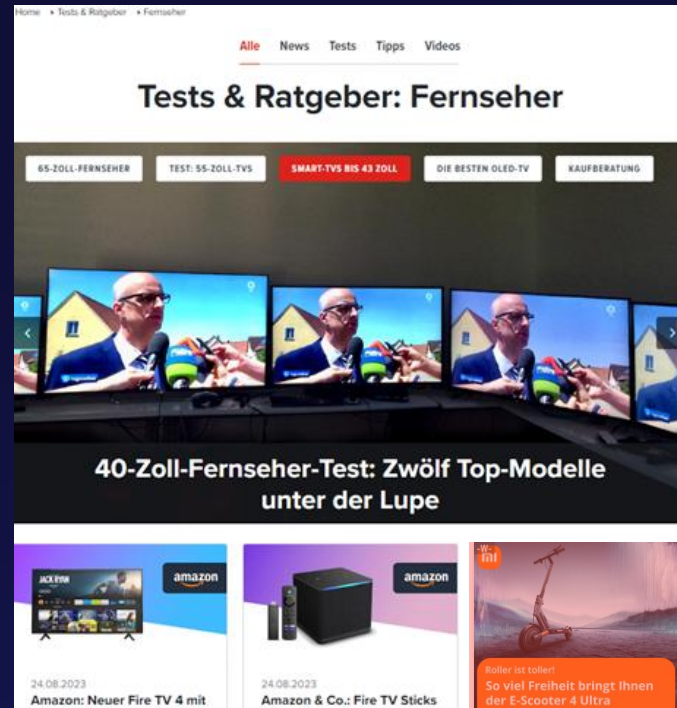 Home › Tests & Ratgeber › Fernseher
Alle News Tests Tipps Videos
Tests & Ratgeber: Fernseher
65-ZOLL-FERNSEHER TEST: 55-ZOLL-TVS SMART-TVS BIS 43 ZOLL DIE BESTEN OLED-TV KAUFBERATUNG
40-Zoll-Fernseher-Test: Zwölf Top-Modelle
unter der Lupe
JACK RYAN
amazon
24.08.2023
Amazon: Neuer Fire TV 4 mit
amazon
24.08.2023
Amazon & Co.: Fire TV Sticks
-W-
mi
Roller ist toller!
So viel Freiheit bringt Ihnen
der E-Scooter 4 Ultra